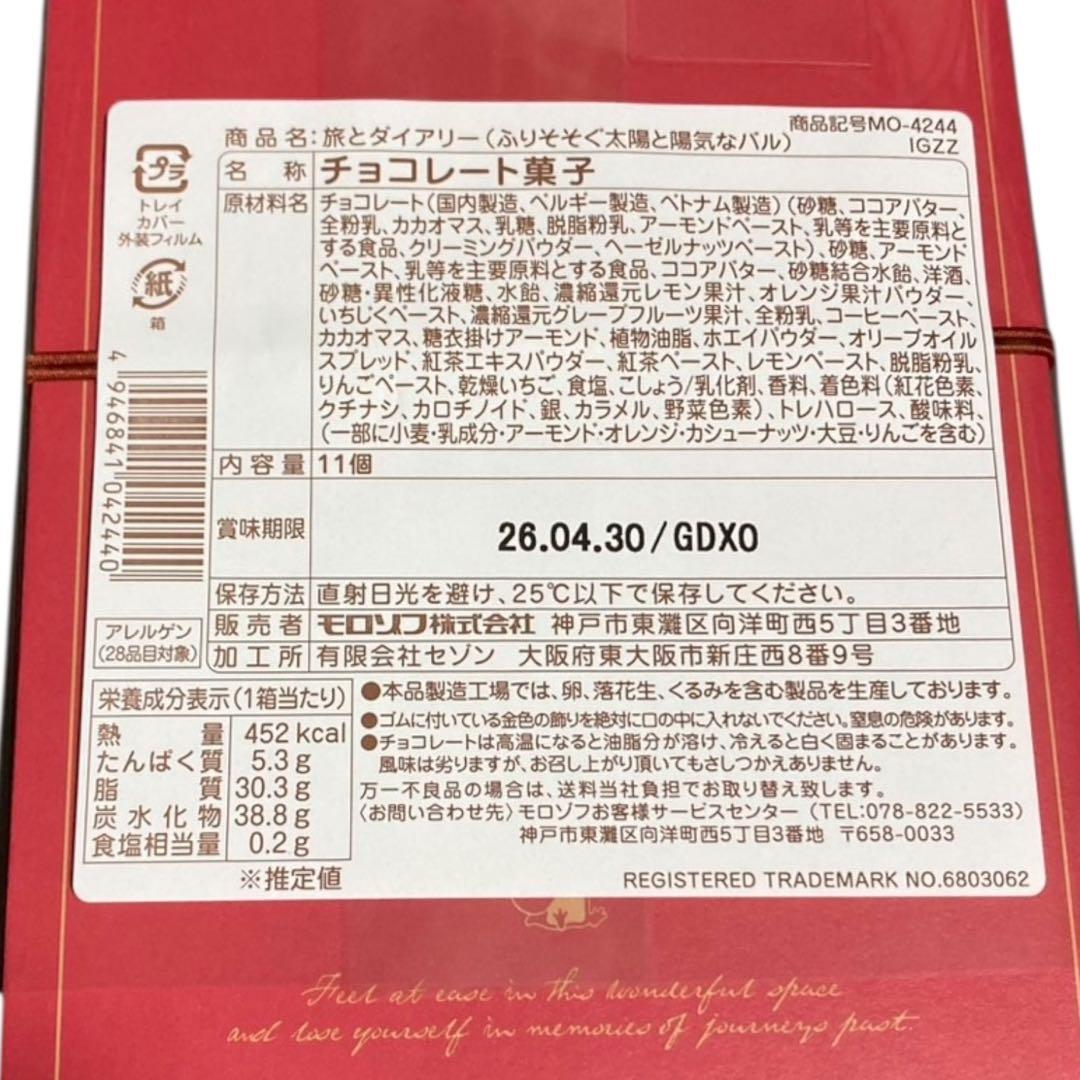 商品記号MO-4244
IGZZ
商品名:旅とダイアリー(ふりそそぐ太陽と陽気なバル)
プラ
トレイ
カバー
外装フィルム
紙
箱
4 946841 042440
アレルゲン
(28品目対象)
名称 チョコレート菓子
原材料名 チョコレート(国内製造、ベルギー製造、ベトナム製造)(砂糖、ココアバター、
全粉乳、カカオマス、乳糖、脱脂粉乳、アーモンドペースト、乳等を主要原料と
する食品、クリーミングパウダー、ヘーゼルナッツペースト)、砂糖、アーモンド
ペースト、乳等を主要原料とする食品、ココアバター、砂糖結合水飴、洋酒、
砂糖・異性化液糖、水飴、濃縮還元レモン果汁、オレンジ果汁パウダー、
いちじくペースト、濃縮還元グレープフルーツ果汁、全粉乳、コーヒーペースト、
カカオマス、糖衣掛けアーモンド、植物油脂、ホエイパウダー、オリーブオイル
スプレッド、紅茶エキスパウダー、紅茶ペースト、レモンペースト、脱脂粉乳、
りんごペースト、乾燥いちご、食塩、こしょう/乳化剤、香料、着色料(紅花色素、
クチナシ、カロチノイド、銀、カラメル、野菜色素)、トレハロース、酸味料、
(一部に小麦・乳成分・アーモンド・オレンジ・カシューナッツ・大豆・りんごを含む)
内容量 11個
賞味期限 26.04.30/GDX0
保存方法 直射日光を避け、25℃以下で保存してください。
販売者 モロゾフ株式会社 神戸市東灘区向洋町西5丁目3番地
加工所 有限会社セゾン 大阪府東大阪市新庄西8番9号
栄養成分表示(1箱当たり)
熱量 452kcal
たんぱく質 5.3g
脂質 30.3g
炭水化物 38.8g
食塩相当量 0.2g
※推定値
●本品製造工場では、卵、落花生、くるみを含む製品を生産しております。
●ゴムに付いている金色の飾りを絶対に口の中に入れないでください。窒息の危険があります。
●チョコレートは高温になると油脂分が溶け、冷えると白く固まることがあります。
風味は劣りますが、お召し上がり頂いてもさしつかえありません。
万一不良品の場合は、送料当社負担でお取り替え致します。
〈お問い合わせ先〉モロゾフお客様サービスセンター(TEL:078-822-5533)
神戸市東灘区向洋町西5丁目3番地 〒658-0033
REGISTERED TRADEMARK NO.6803062
Feel at ease in this wonderful space
and lose yourself in memories of journeys past.